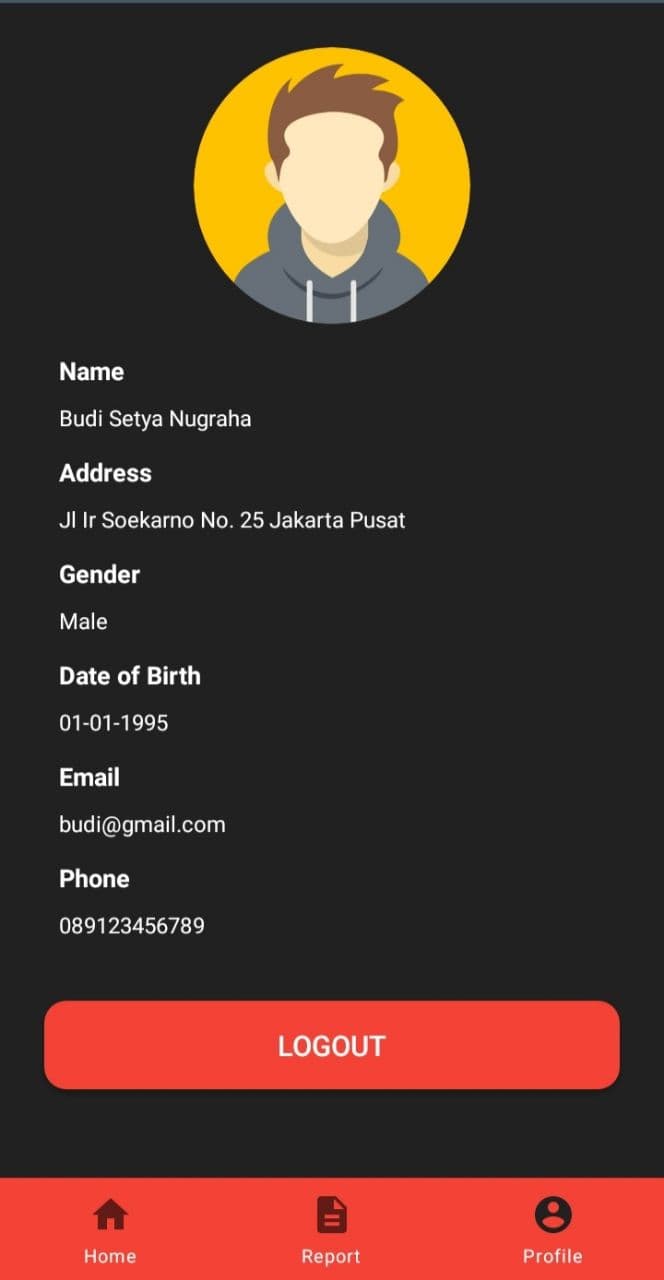 Name
Budi Setya Nugraha
Address
Jl Ir Soekarno No. 25 Jakarta Pusat
Gender
Male
Date of Birth
01-01-1995
Email
budi@gmail.com
Phone
089123456789
LOGOUT
Home Report Profile